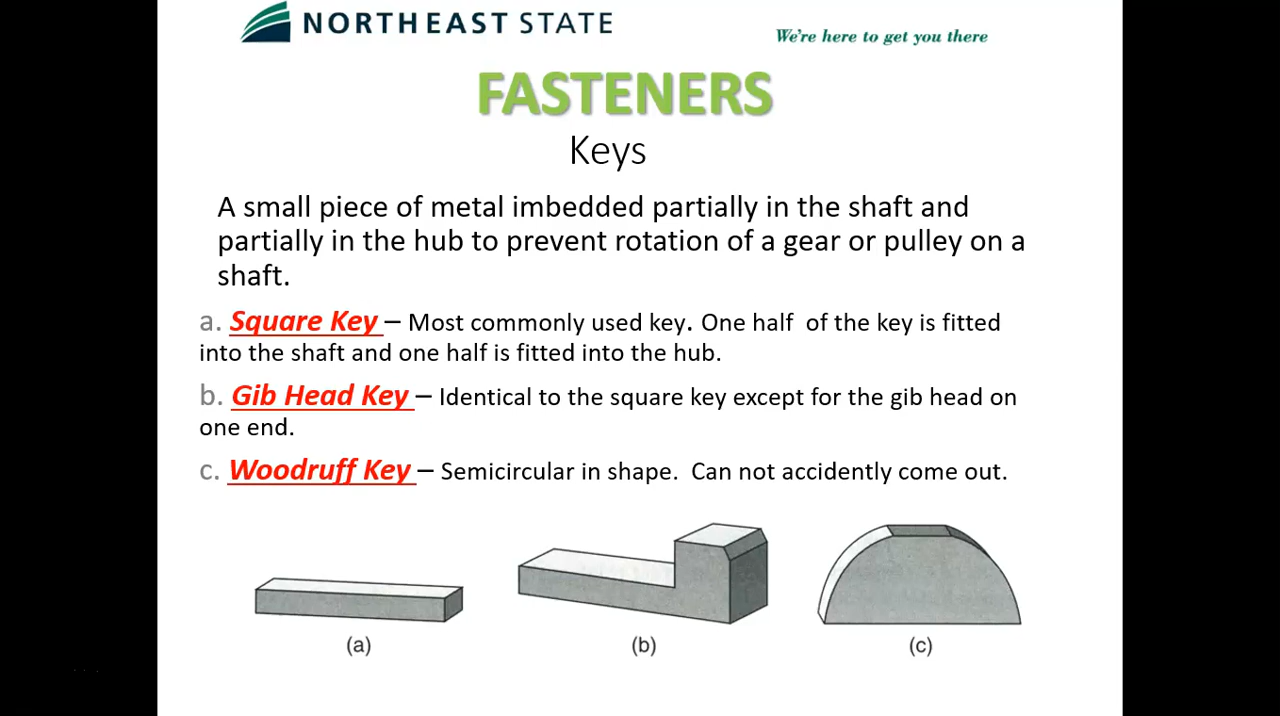 NORTHEAST STATE
We're here to get you there
FASTENERS
Keys
A small piece of metal imbedded partially in the shaft and
partially in the hub to prevent rotation of a gear or pulley on a
shaft.
a. Square Key – Most commonly used key. One half of the key is fitted
into the shaft and one half is fitted into the hub.
b. Gib Head Key – Identical to the square key except for the gib head on
one end.
c. Woodruff Key – Semicircular in shape. Can not accidently come out.
(a) (b) (c)